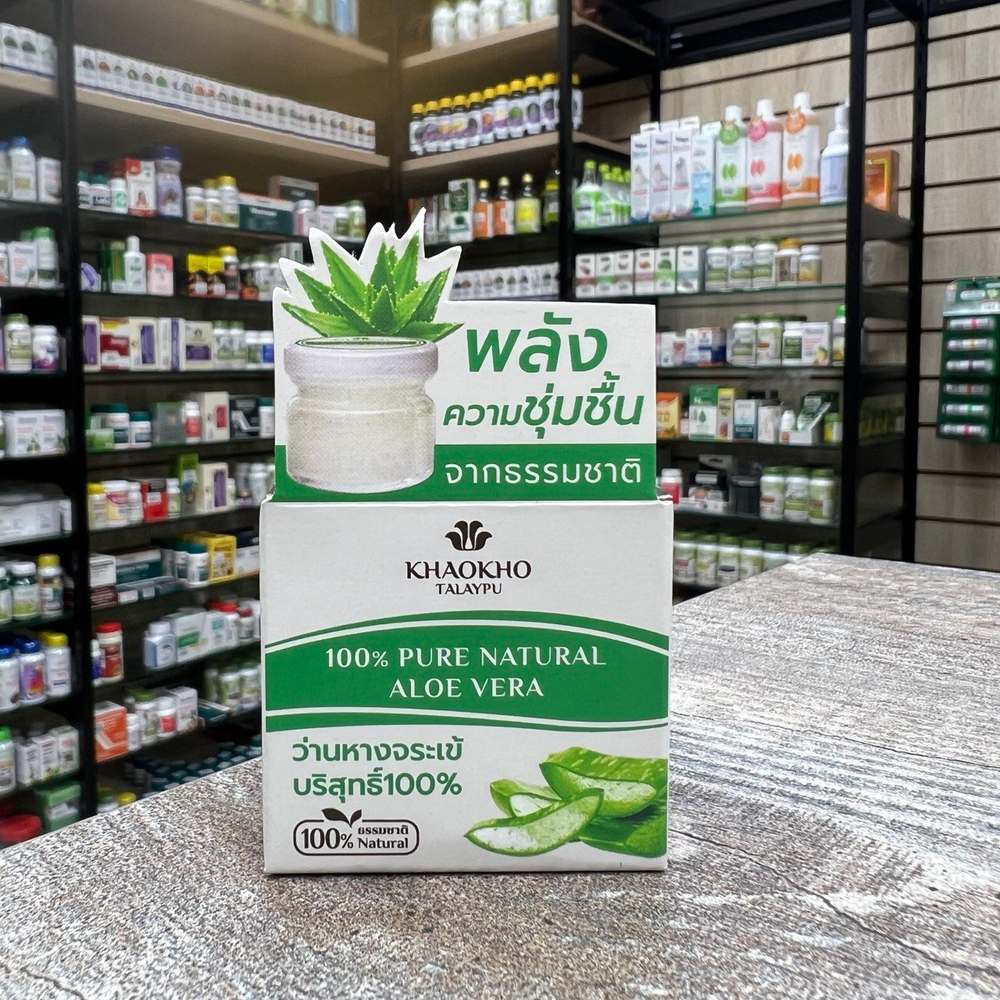 พลัง
ความชุ่มชื้น
จากธรรมชาติ
KHAOKHO
TALAYPU
100% PURE NATURAL
ALOE VERA
ว่านหางจระเข้
บริสุทธิ์100%
100% ธรรมชาติ
Natural